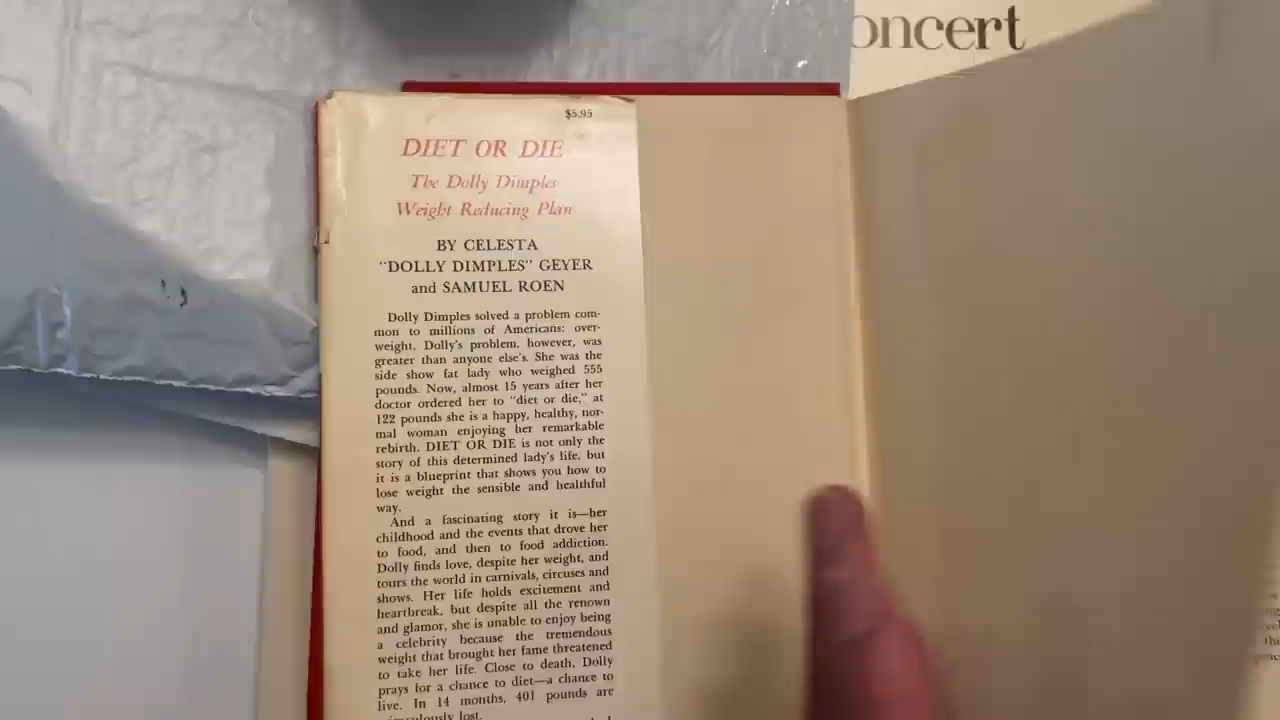 oncert
$5.95
DIET OR DIE
The Dolly Dimples
Weight Reducing Plan
BY CELESTA
"DOLLY DIMPLES" GEYER
and SAMUEL ROEN
Dolly Dimples solved a problem com-
mon to millions of Americans: over-
weight. Dolly's problem, however, was
greater than anyone else's. She was the
side show fat lady who weighed 555
pounds. Now, almost 15 years after her
doctor ordered her to "diet or die," at
122 pounds she is a happy, healthy, nor-
mal woman enjoying her remarkable
rebirth. DIET OR DIE is not only the
story of this determined lady's life, but
it is a blueprint that shows you how to
lose weight the sensible and healthful
way.
And a fascinating story it is—her
childhood and the events that drove her
to food, and then to food addiction.
Dolly finds love, despite her weight, and
tours the world in carnivals, circuses and
shows. Her life holds excitement and
heartbreak, but despite all the renown
and glamor, she is unable to enjoy being
a celebrity because the tremendous
weight that brought her fame threatened
to take her life. Close to death, Dolly
prays for a chance to diet—a chance to
live. In 14 months, 401 pounds are
lost.